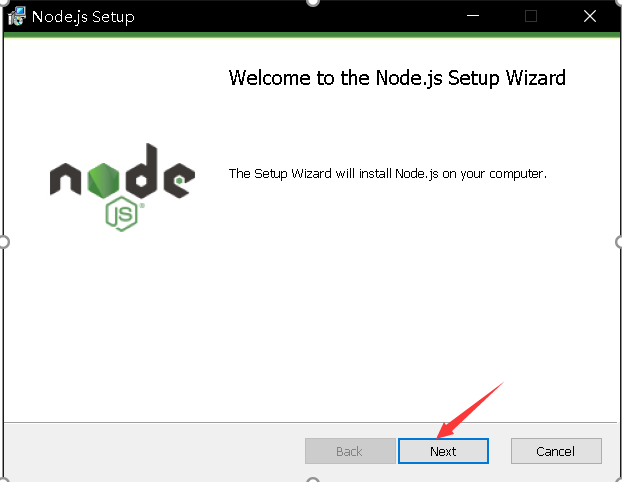 Node.js Setup
Welcome to the Node.js Setup Wizard
The Setup Wizard will install Node.js on your computer.
node
JS
Back
Next
Cancel